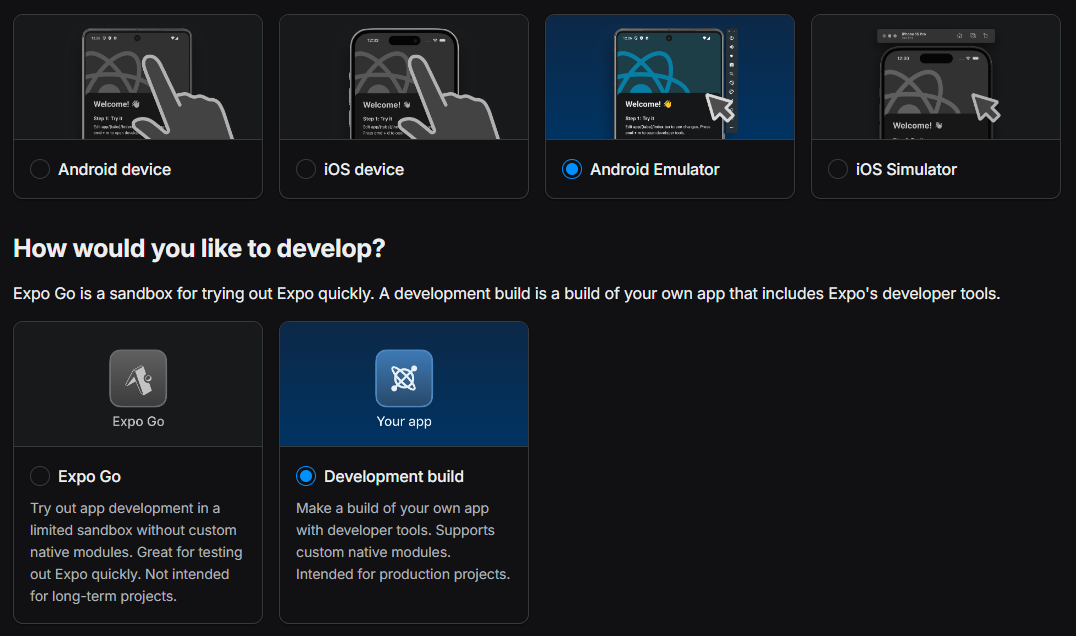 Welcome! 👋
Step 1: Try it
Welcome! 👋
Step 1: Try it
Welcome! 👋
Step 1: Try it
iPhone 15 Pro
Welcome! 👋
Android device
iOS device
Android Emulator
iOS Simulator
How would you like to develop?
Expo Go is a sandbox for trying out Expo quickly. A development build is a build of your own app that includes Expo's developer tools.
Expo Go
Your app
Expo Go
Try out app development in a
limited sandbox without custom
native modules. Great for testing
out Expo quickly. Not intended
for long-term projects.
Development build
Make a build of your own app
with developer tools. Supports
custom native modules.
Intended for production projects.